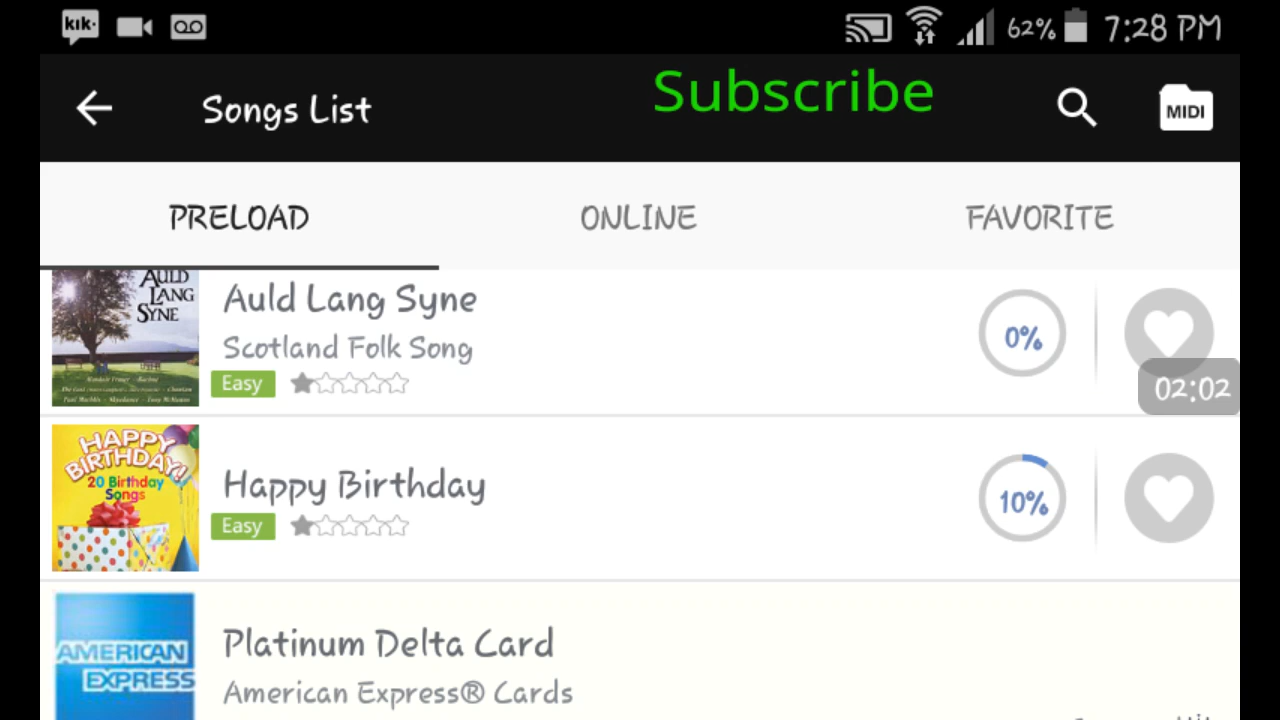 kik·
62% 7:28 PM
Songs List
Subscribe
MIDI
PRELOAD ONLINE FAVORITE
AULD
LANG
SYNE
Auld Lang Syne
Scotland Folk Song
Easy
0%
02:02
HAPPY
BIRTHDAY!
20 Birthday
Songs
Happy Birthday
Easy
10%
AMERICAN
EXPRESS
Platinum Delta Card
American Express® Cards